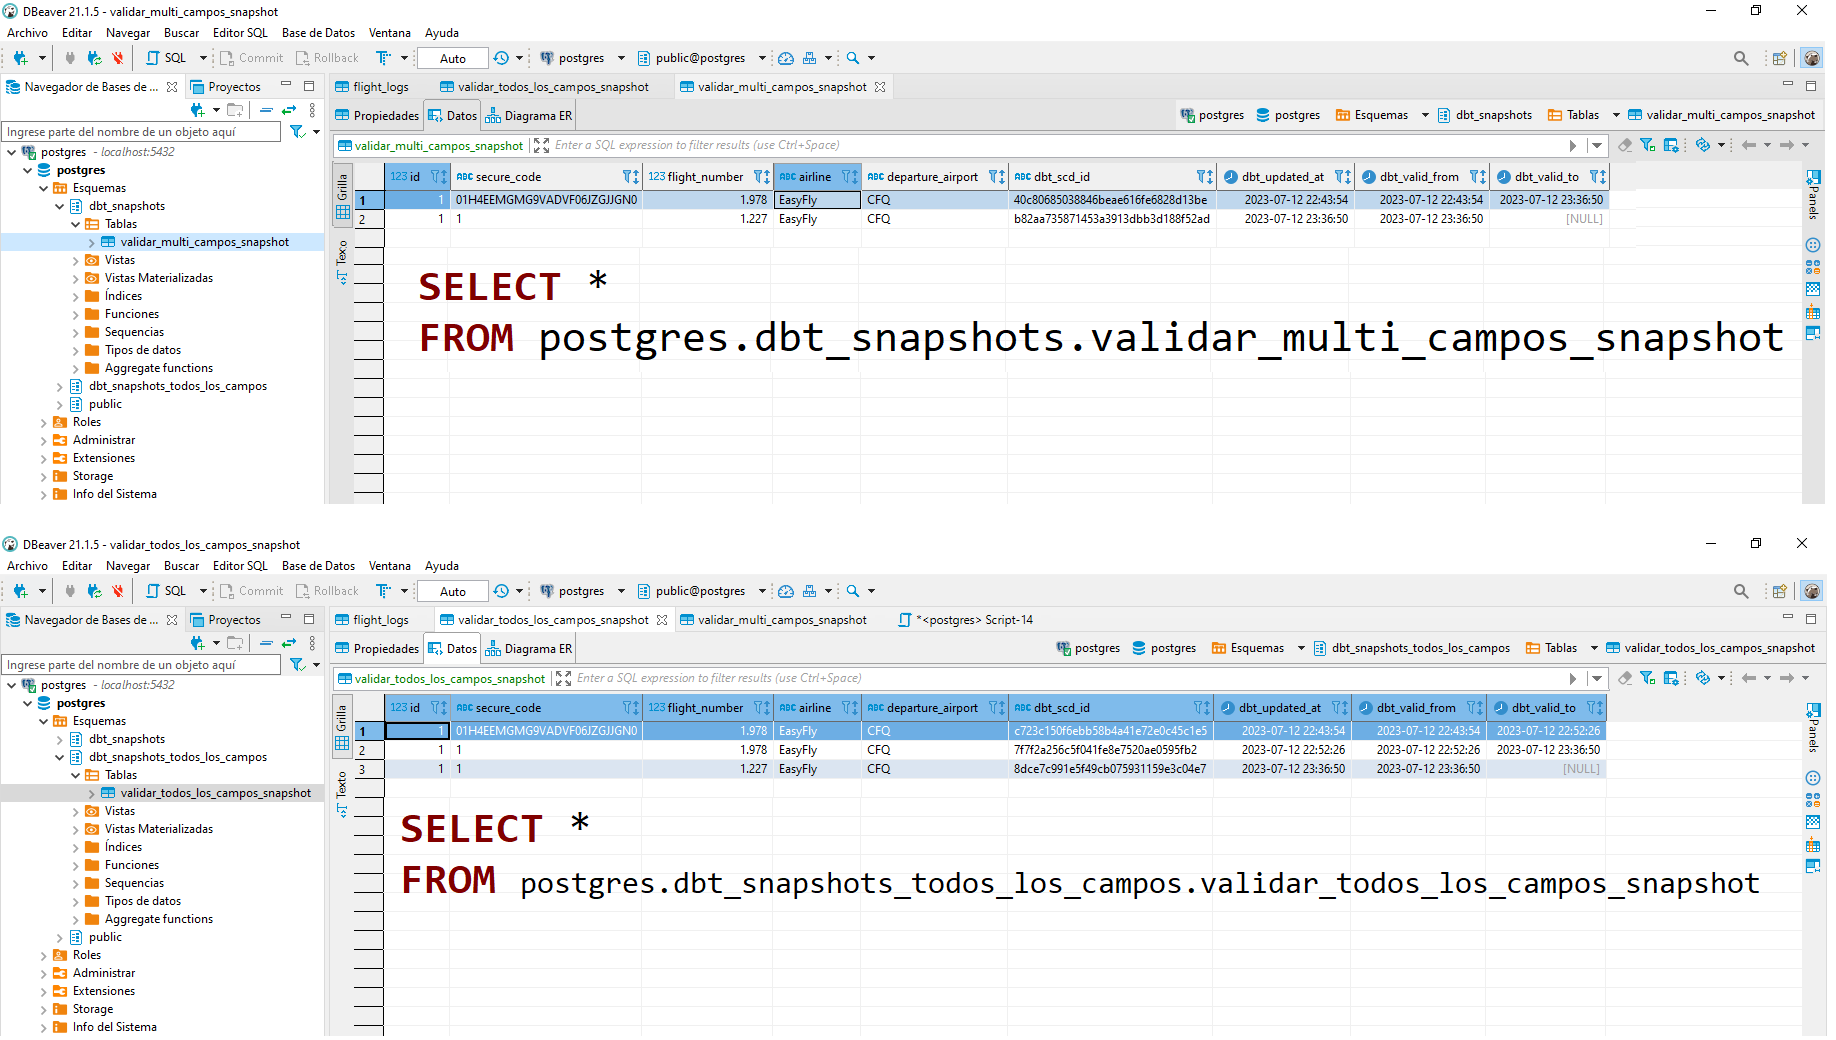 DBeaver 21.1.5 - validar_multi_campos_snapshot
Archivo Editar Navegar Buscar Editor SQL Base de Datos Ventana Ayuda
SQL Commit Rollback Auto postgres public@postgres
Navegador de Bases de ... Proyectos flight_logs validar_todos_los_campos_snapshot validar_multi_campos_snapshot
Propiedades Datos Diagrama ER postgres postgres Esquemas dbt_snapshots Tablas validar_multi_campos_snapshot
Ingrese parte del nombre de un objeto aquí
validar_multi_campos_snapshot Enter a SQL expression to filter results (use Ctrl+Space)
postgres - localhost:5432
postgres
Esquemas
dbt_snapshots
Tablas
validar_multi_campos_snapshot
Vistas
Vistas Materializadas
Índices
Funciones
Secuencias
Tipos de datos
Aggregate functions
dbt_snapshots_todos_los_campos
public
Roles
Administrar
Extensiones
Storage
Info del Sistema
Grilla
Texto
Panels
123 id ABC secure_code 123 flight_number ABC airline ABC departure_airport ABC dbt_scd_id dbt_updated_at dbt_valid_from dbt_valid_to
1 1 01H4EEMGMG9VADVF06JZGJJGN0 1.978 EasyFly CFQ 40c80685038846beae616fe6828d13be 2023-07-12 22:43:54 2023-07-12 22:43:54 2023-07-12 23:36:50
2 1 1 1.227 EasyFly CFQ b82aa735871453a3913dbb3d188f52ad 2023-07-12 23:36:50 2023-07-12 23:36:50 [NULL]
SELECT *
FROM postgres.dbt_snapshots.validar_multi_campos_snapshot
DBeaver 21.1.5 - validar_todos_los_campos_snapshot
Archivo Editar Navegar Buscar Editor SQL Base de Datos Ventana Ayuda
SQL Commit Rollback Auto postgres public@postgres
Navegador de Bases de ... Proyectos flight_logs validar_todos_los_campos_snapshot validar_multi_campos_snapshot *<postgres> Script-14
Propiedades Datos Diagrama ER postgres postgres Esquemas dbt_snapshots_todos_los_campos Tablas validar_todos_los_campos_snapshot
Ingrese parte del nombre de un objeto aquí
validar_todos_los_campos_snapshot Enter a SQL expression to filter results (use Ctrl+Space)
postgres - localhost:5432
postgres
Esquemas
dbt_snapshots
dbt_snapshots_todos_los_campos
Tablas
validar_todos_los_campos_snapshot
Vistas
Vistas Materializadas
Índices
Funciones
Secuencias
Tipos de datos
Aggregate functions
public
Roles
Administrar
Extensiones
Storage
Info del Sistema
Grilla
Texto
Panels
123 id ABC secure_code 123 flight_number ABC airline ABC departure_airport ABC dbt_scd_id dbt_updated_at dbt_valid_from dbt_valid_to
1 1 01H4EEMGMG9VADVF06JZGJJGN0 1.978 EasyFly CFQ c723c150f6ebb58b4a41e72e0c45c1e5 2023-07-12 22:43:54 2023-07-12 22:43:54 2023-07-12 22:52:26
2 1 1 1.978 EasyFly CFQ 7f7f2a256c5f041fe8e7520ae0595fb2 2023-07-12 22:52:26 2023-07-12 22:52:26 2023-07-12 23:36:50
3 1 1 1.227 EasyFly CFQ 8dce7c991e5f49cb075931159e3c04e7 2023-07-12 23:36:50 2023-07-12 23:36:50 [NULL]
SELECT *
FROM postgres.dbt_snapshots_todos_los_campos.validar_todos_los_campos_snapshot